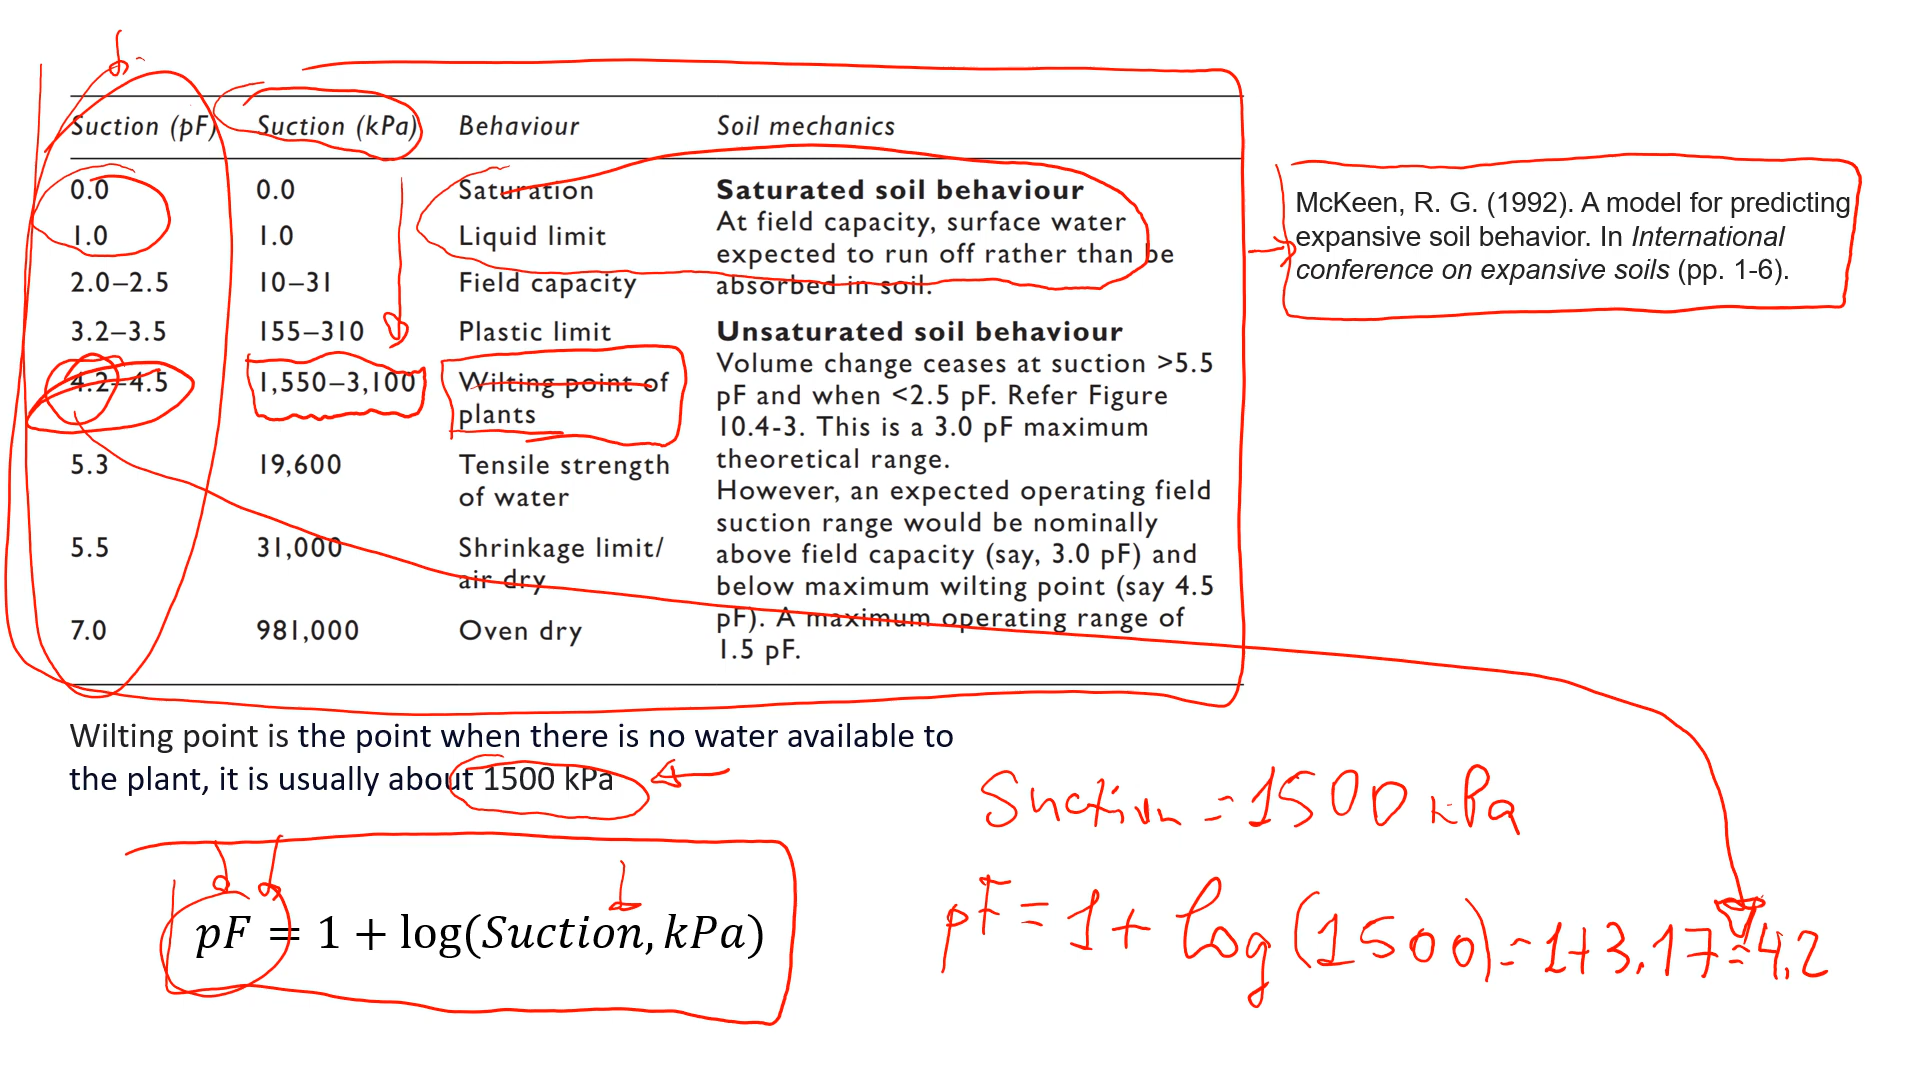 Suction (pF) Suction (kPa) Behaviour Soil mechanics
0.0 0.0 Saturation Saturated soil behaviour
At field capacity, surface water
1.0 1.0 Liquid limit expected to run off rather than be
2.0–2.5 10–31 Field capacity absorbed in soil.
3.2–3.5 155–310 Plastic limit Unsaturated soil behaviour
Volume change ceases at suction >5.5
4.2–4.5 1,550–3,100 Wilting point of pF and when <2.5 pF. Refer Figure
plants 10.4-3. This is a 3.0 pF maximum
5.3 19,600 Tensile strength theoretical range.
of water However, an expected operating field
suction range would be nominally
5.5 31,000 Shrinkage limit/ above field capacity (say, 3.0 pF) and
air dry below maximum wilting point (say 4.5
7.0 981,000 Oven dry pF). A maximum operating range of
1.5 pF.
McKeen, R. G. (1992). A model for predicting
expansive soil behavior. In International
conference on expansive soils (pp. 1-6).
Wilting point is the point when there is no water available to
the plant, it is usually about 1500 kPa
Suction = 1500 kPa
pF = 1 + log(Suction, kPa)
pF = 1 + log (1500) = 1+3.17 = 4.2